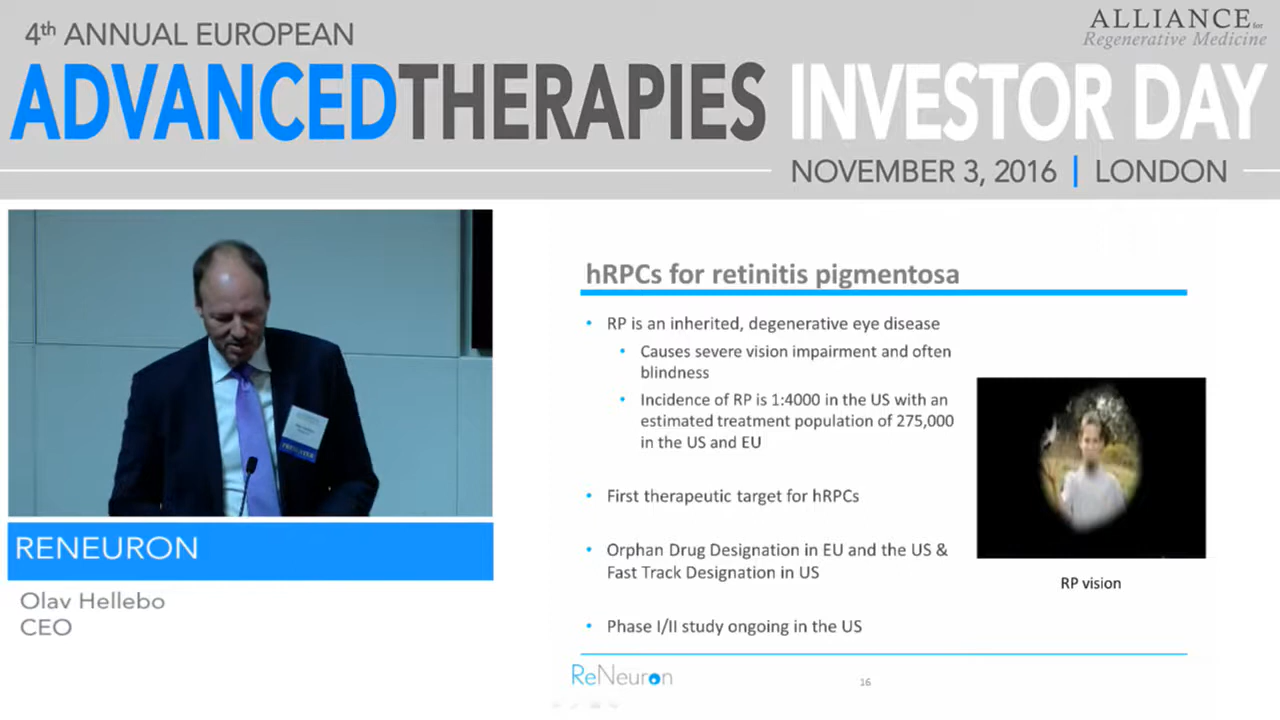 4th ANNUAL EUROPEAN
ALLIANCE for
Regenerative Medicine
ADVANCEDTHERAPIES INVESTOR DAY
NOVEMBER 3, 2016 | LONDON
RENEURON
Olav Hellebo
CEO
hRPCs for retinitis pigmentosa
• RP is an inherited, degenerative eye disease
• Causes severe vision impairment and often
blindness
• Incidence of RP is 1:4000 in the US with an
estimated treatment population of 275,000
in the US and EU
• First therapeutic target for hRPCs
• Orphan Drug Designation in EU and the US &
Fast Track Designation in US
• Phase I/II study ongoing in the US
RP vision
ReNeuron
16